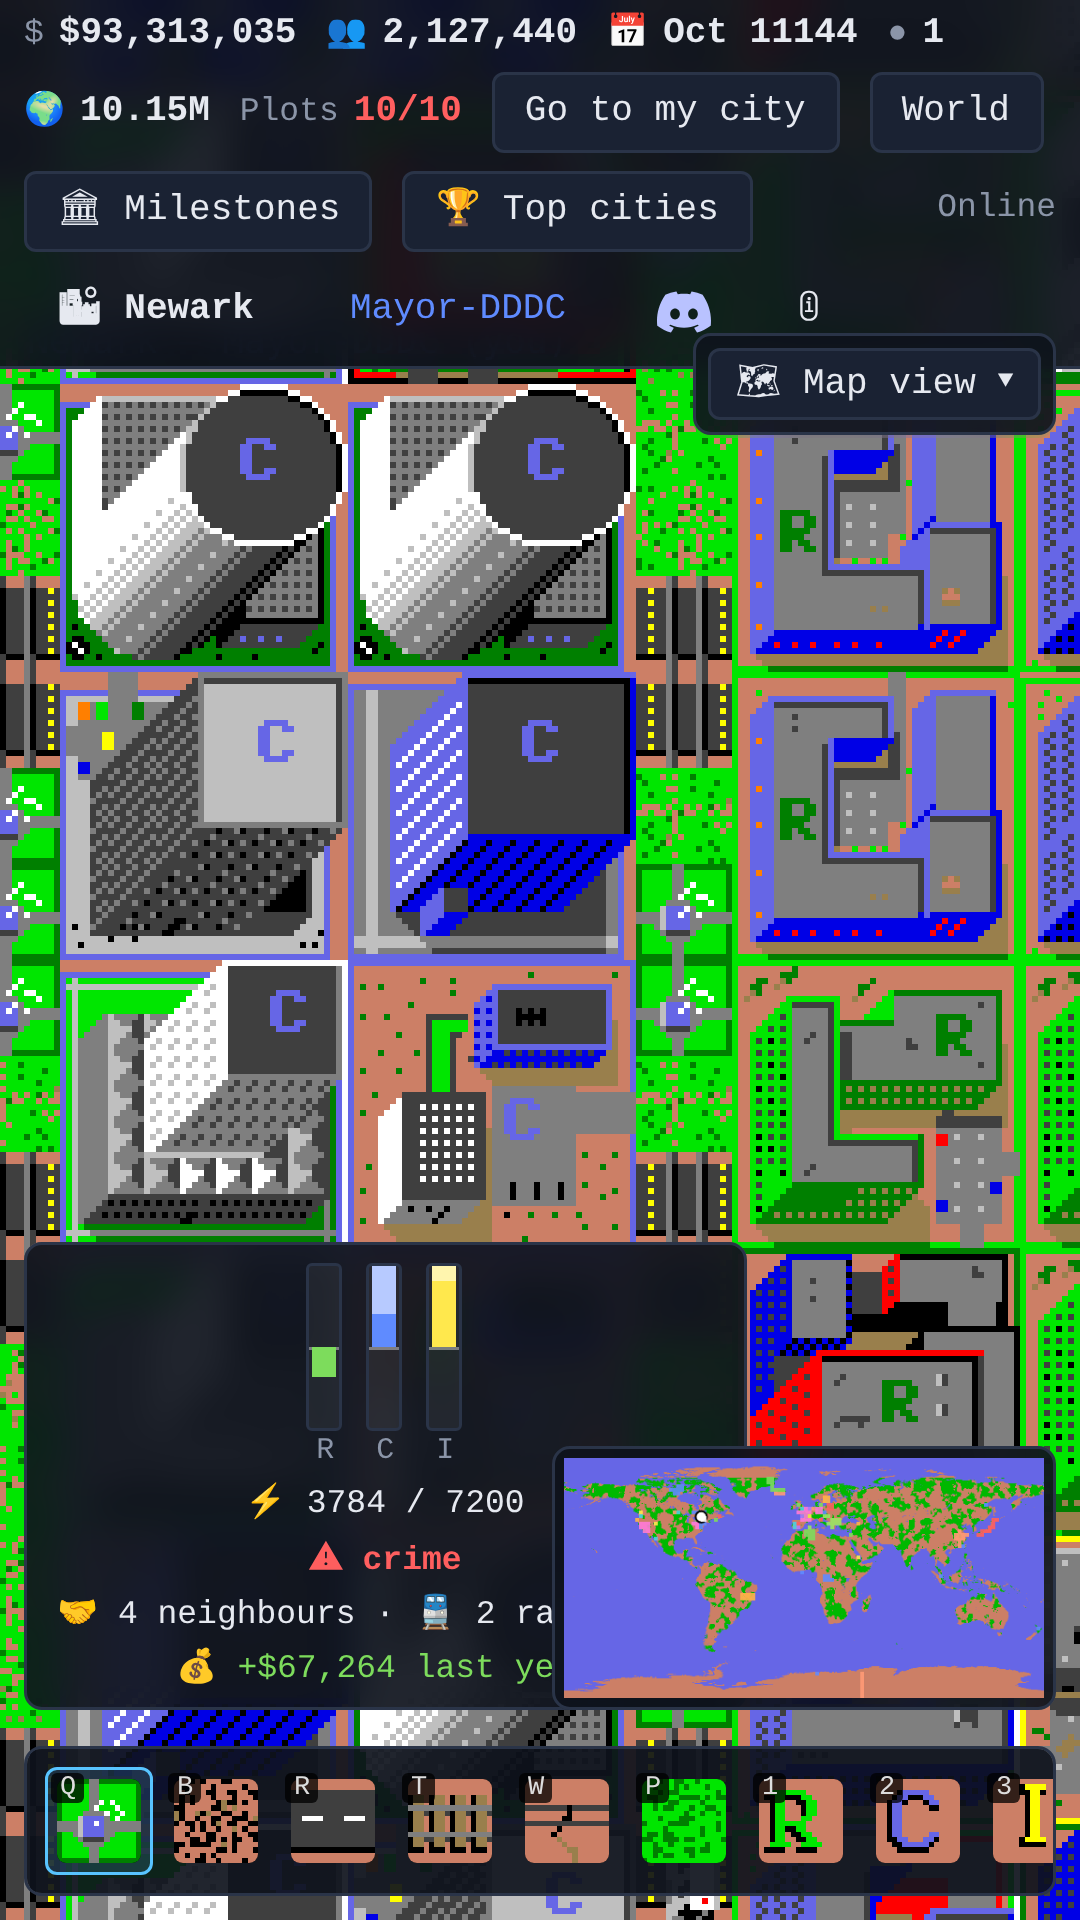 $ $93,313,035 2,127,440 Oct 11144 1
10.15M Plots 10/10 Go to my city World
Milestones Top cities Online
Newark Mayor-DDDC
Map view
C C
R
C C
R
C H
C
R
R
R C I
3784 / 7200
crime
4 neighbours · 2 ra
+$67,264 last ye
Q B R T W P 1 2 3
R C I
C